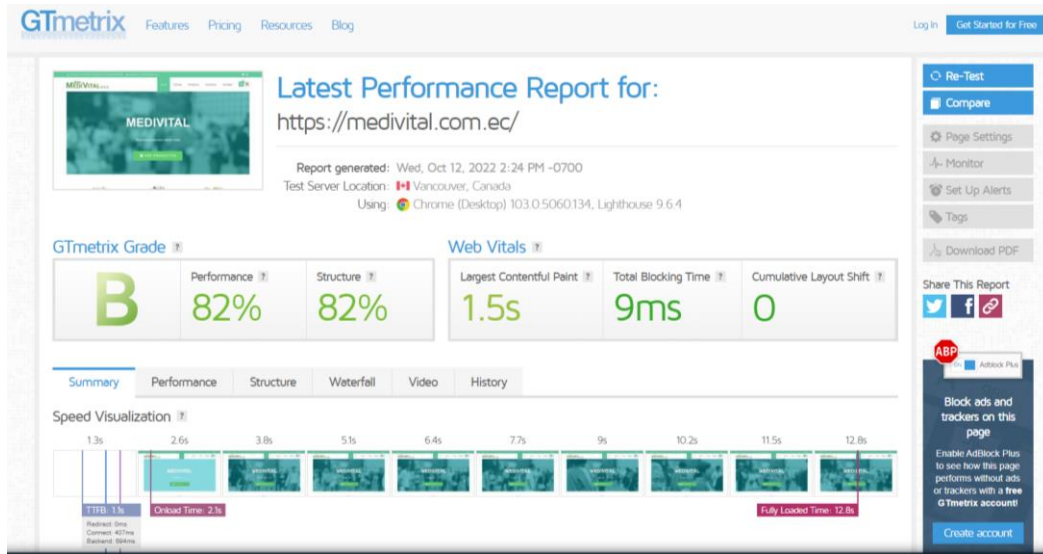 GTmetrix Features Pricing Resources Blog Log In Get Started for Free
Latest Performance Report for:
https://medivital.com.ec/
MEDIVITAL
Report generated: Wed, Oct 12, 2022 2:24 PM -0700
Test Server Location: Vancouver, Canada
Using: Chrome (Desktop) 103.0.5060.134, Lighthouse 9.6.4
Re-Test
Compare
Page Settings
Monitor
Set Up Alerts
Tags
Download PDF
GTmetrix Grade ?
B
Performance ?
82%
Structure ?
82%
Web Vitals ?
Largest Contentful Paint ?
1.5s
Total Blocking Time ?
9ms
Cumulative Layout Shift ?
0
Share This Report
Summary Performance Structure Waterfall Video History
Speed Visualization ?
1.3s 2.6s 3.8s 5.1s 6.4s 7.7s 9s 10.2s 11.5s 12.8s
TTFB: 1.1s
Redirect: 0ms
Connect: 407ms
Backend: 694ms
Onload Time: 2.1s
Fully Loaded Time: 12.8s
ABP
Adblock Plus
Block ads and
trackers on this
page
Enable AdBlock Plus
to see how this page
performs without ads
or trackers with a free
GTmetrix account!
Create account